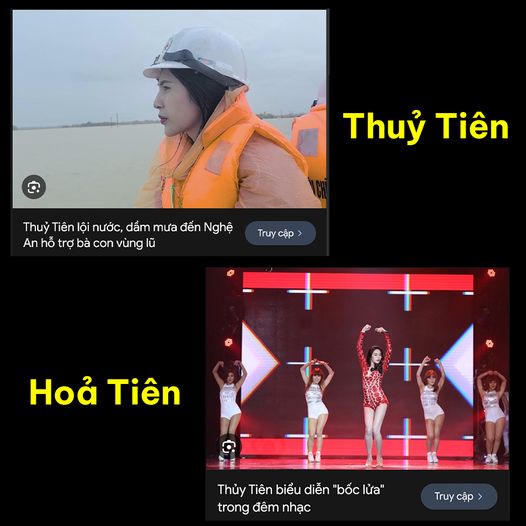 Thuỷ Tiên
Thuỷ Tiên lội nước, dầm mưa đến Nghệ
An hỗ trợ bà con vùng lũ
Truy cập
Hoả Tiên
Thủy Tiên biểu diễn "bốc lửa"
trong đêm nhạc
Truy cập